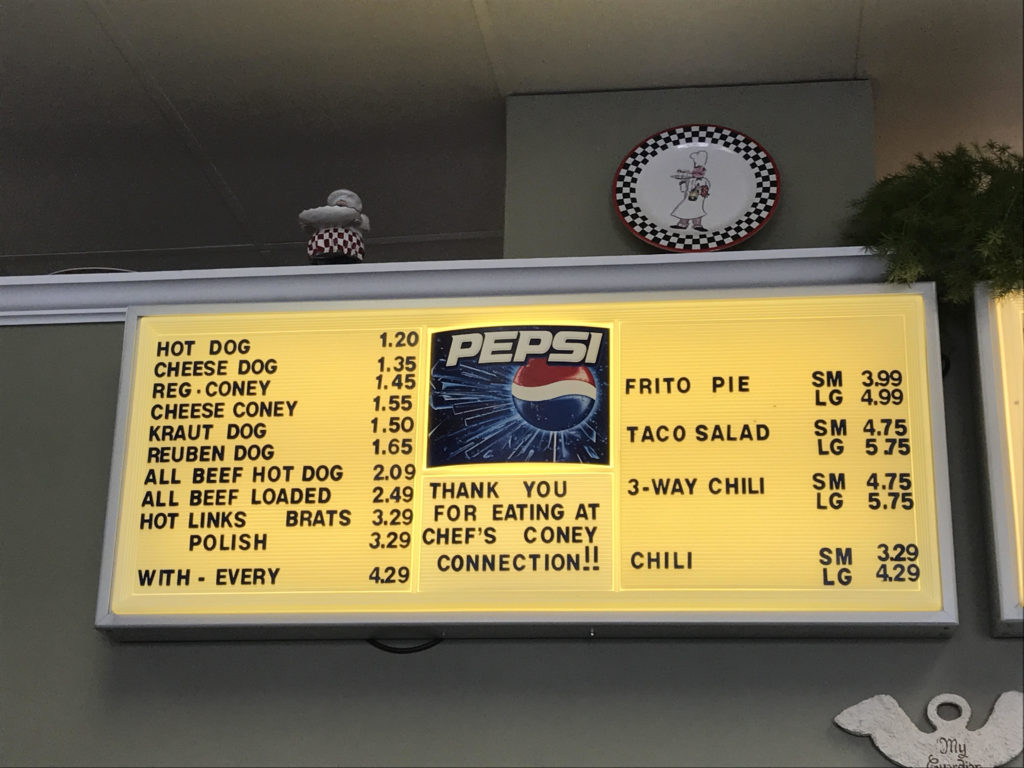 HOT DOG 1.20
CHEESE DOG 1.35
REG. CONEY 1.45
CHEESE CONEY 1.55
KRAUT DOG 1.50
REUBEN DOG 1.65
ALL BEEF HOT DOG 2.09
ALL BEEF LOADED 2.49
HOT LINKS BRATS 3.29
POLISH 3.29
WITH - EVERY 4.29
PEPSI
THANK YOU
FOR EATING AT
CHEF'S CONEY
CONNECTION!!
FRITO PIE SM 3.99
LG 4.99
TACO SALAD SM 4.75
LG 5.75
3-WAY CHILI SM 4.75
LG 5.75
CHILI SM 3.29
LG 4.29
My
Guardian